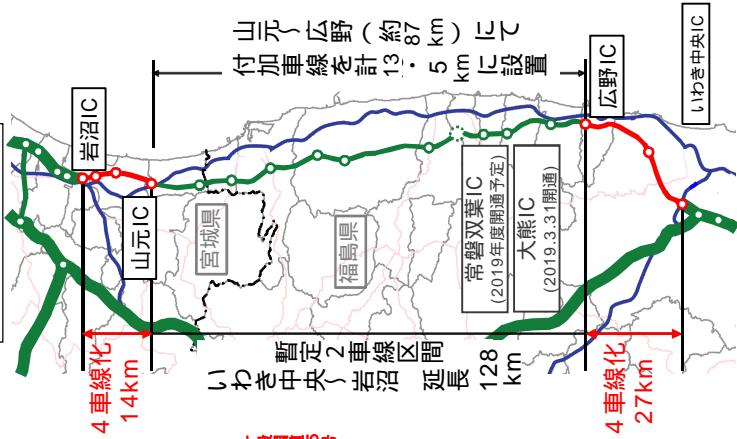 山元～広野（約87km）にて
付加車線を計13．5kmに設置
岩沼IC
山元IC
宮城県
福島県
常磐双葉IC
(2019年度開通予定)
大熊IC
(2019.3.31開通)
広野IC
いわき中央IC
４車線化
14km
暫定２車線区間
いわき中央～岩沼　延長128km
４車線化
27km